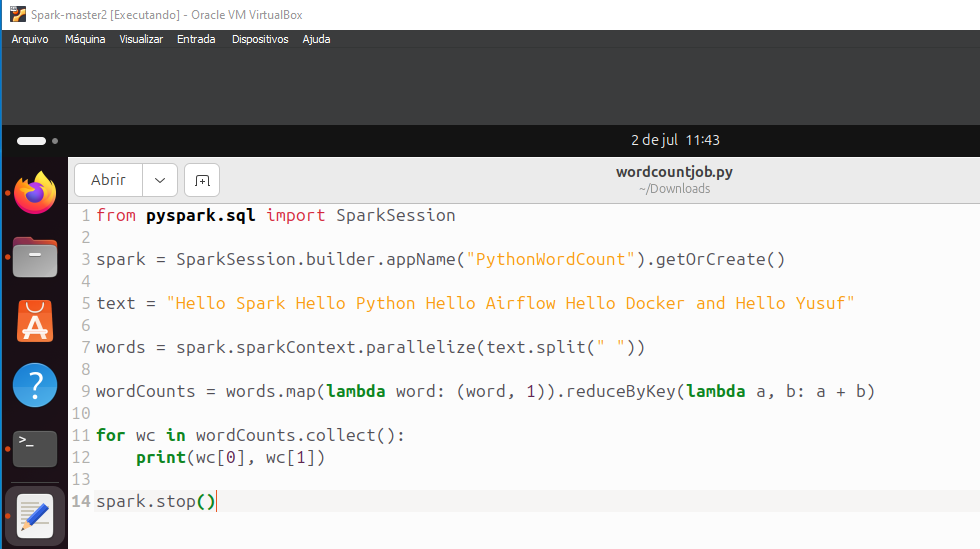 Spark-master2 [Executando] - Oracle VM VirtualBox
Arquivo Máquina Visualizar Entrada Dispositivos Ajuda
2 de jul 11:43
Abrir
wordcountjob.py
~/Downloads
1 from pyspark.sql import SparkSession
2
3 spark = SparkSession.builder.appName("PythonWordCount").getOrCreate()
4
5 text = "Hello Spark Hello Python Hello Airflow Hello Docker and Hello Yusuf"
6
7 words = spark.sparkContext.parallelize(text.split(" "))
8
9 wordCounts = words.map(lambda word: (word, 1)).reduceByKey(lambda a, b: a + b)
10
11 for wc in wordCounts.collect():
12     print(wc[0], wc[1])
13
14 spark.stop()